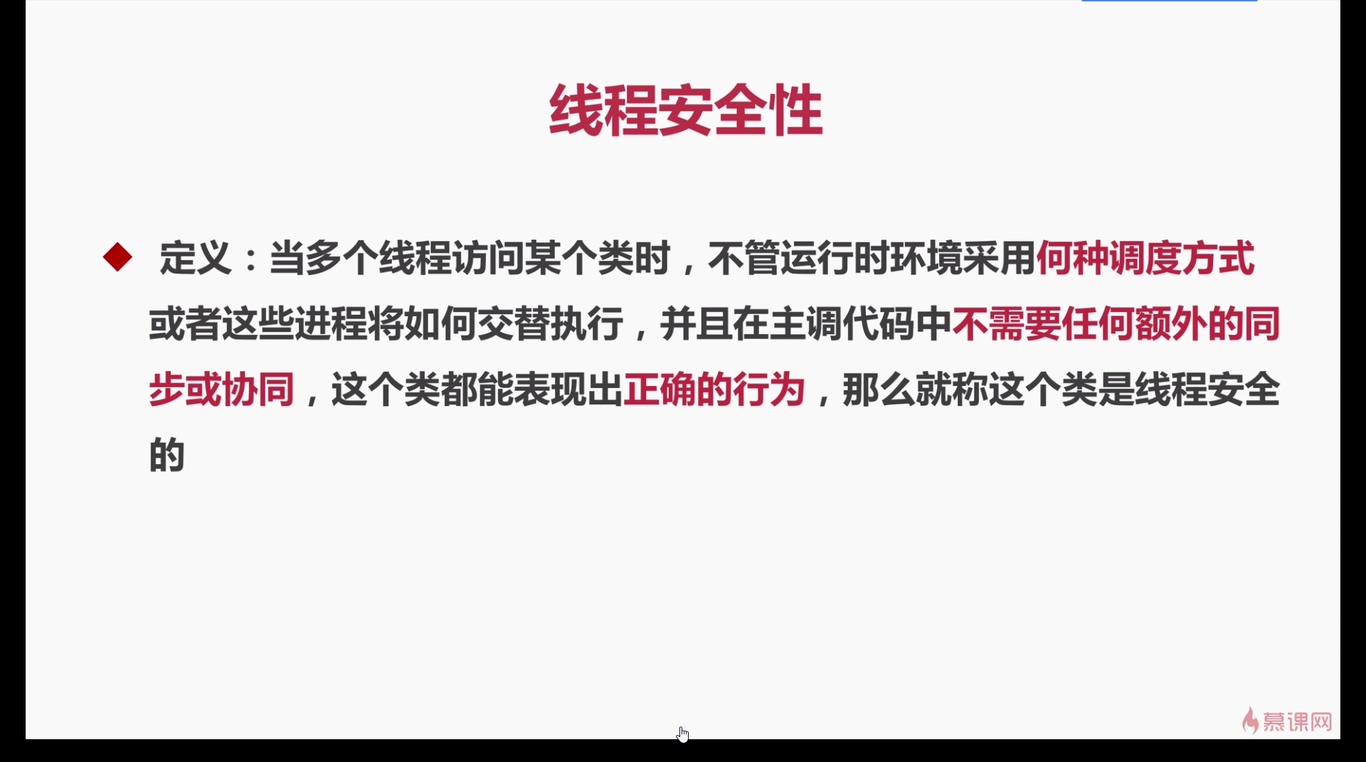 线程安全性
定义：当多个线程访问某个类时，不管运行时环境采用何种调度方式
或者这些进程将如何交替执行，并且在主调代码中不需要任何额外的同
步或协同，这个类都能表现出正确的行为，那么就称这个类是线程安全
的
慕课网